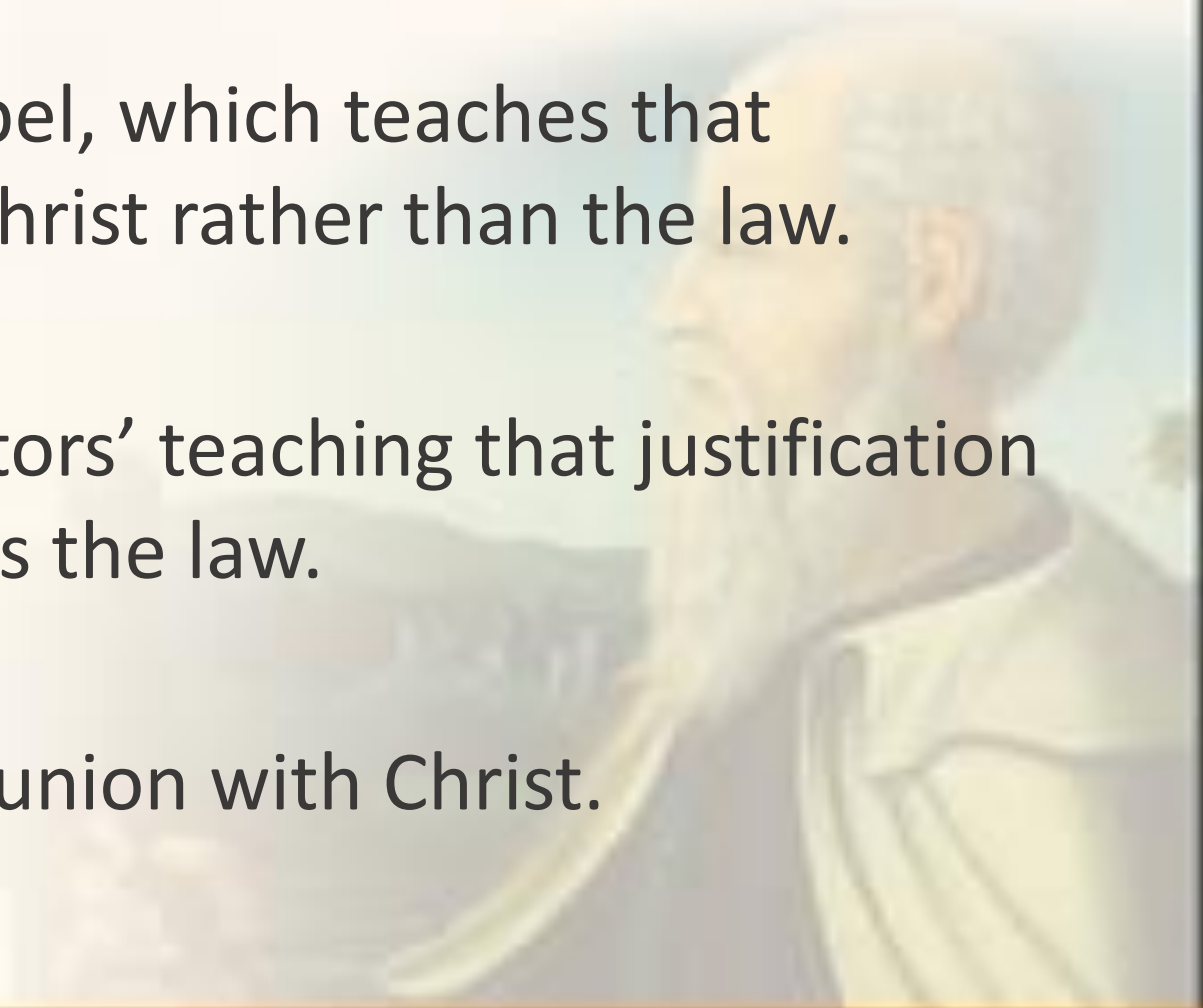 pel, which teaches that
hrist rather than the law.
tors’ teaching that justification
s the law.
union with Christ.